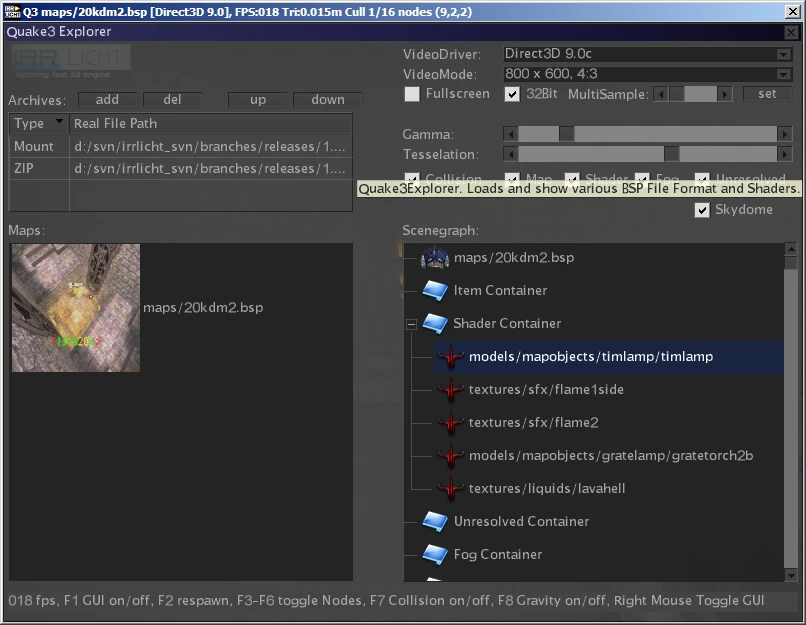 Q3 maps/20kdm2.bsp [Direct3D 9.0], FPS:018 Tri:0.015m Cull 1/16 nodes (9,2,2)
Quake3 Explorer
IRRLICHT
lightning fast 3d engine
VideoDriver: Direct3D 9.0c
VideoMode: 800 x 600, 4:3
Fullscreen 32Bit MultiSample: set
Archives: add del up down
Type Real File Path
Mount d:/svn/irrlicht_svn/branches/releases/1....
ZIP d:/svn/irrlicht_svn/branches/releases/1....
Gamma:
Tesselation:
Collision Map Shader Fog Unresolved
Quake3Explorer. Loads and show various BSP File Format and Shaders.
Skydome
Maps:
maps/20kdm2.bsp
Scenegraph:
maps/20kdm2.bsp
Item Container
Shader Container
models/mapobjects/timlamp/timlamp
textures/sfx/flame1side
textures/sfx/flame2
models/mapobjects/gratelamp/gratetorch2b
textures/liquids/lavahell
Unresolved Container
Fog Container
018 fps, F1 GUI on/off, F2 respawn, F3-F6 toggle Nodes, F7 Collision on/off, F8 Gravity on/off, Right Mouse Toggle GUI